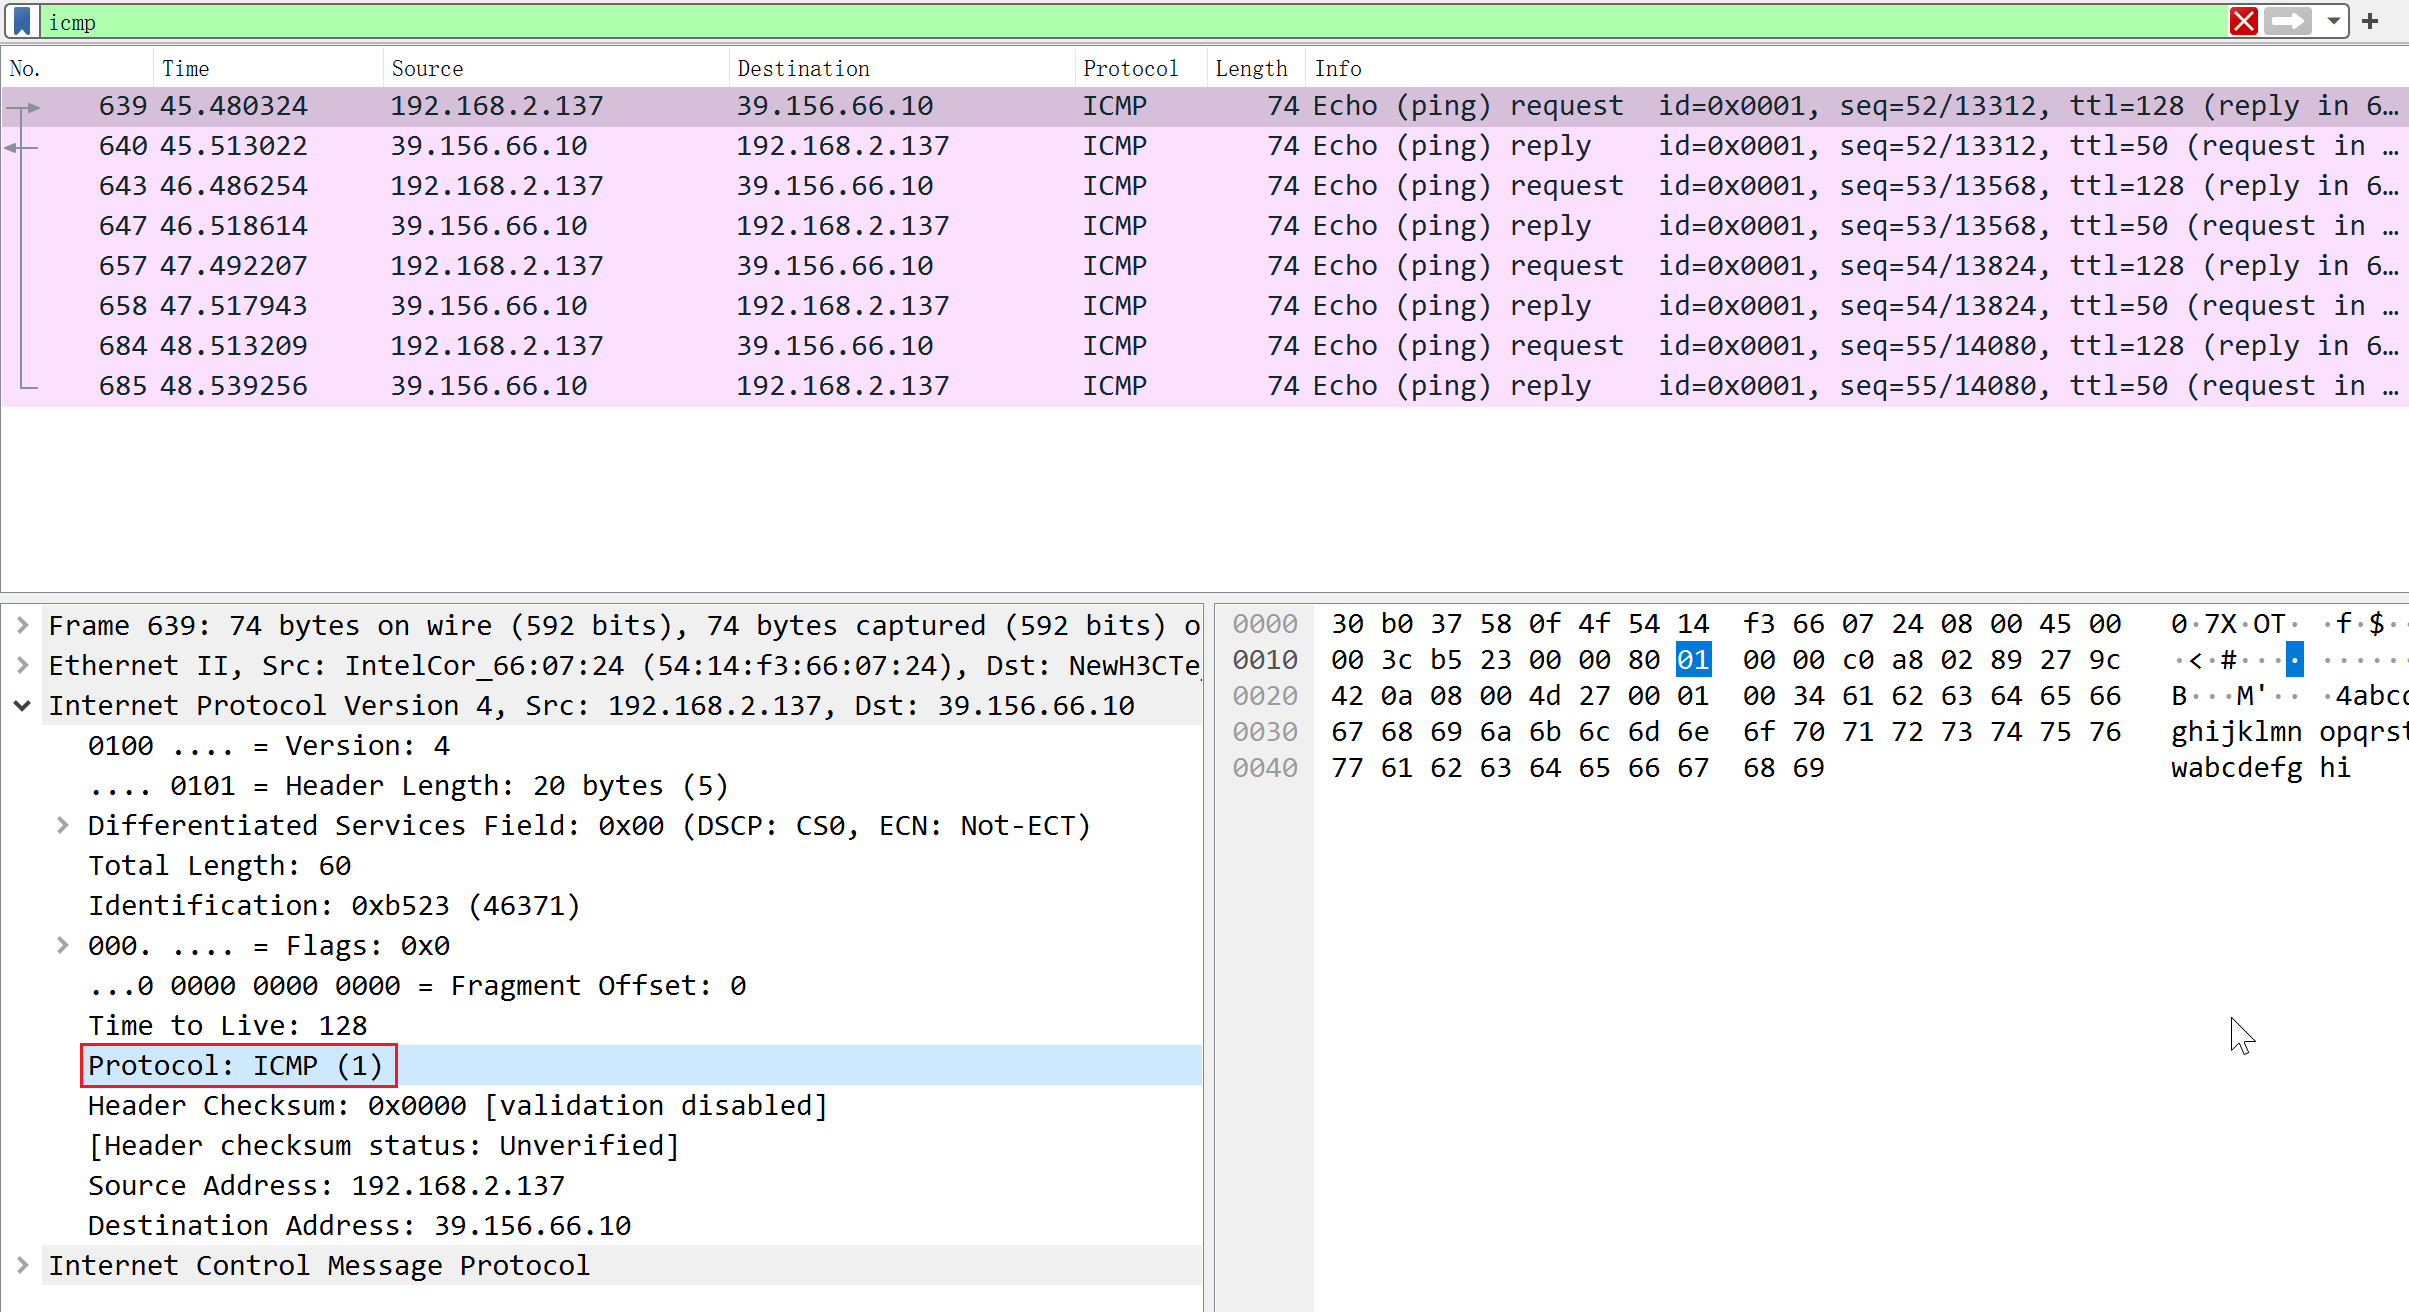 icmp
No. Time Source Destination Protocol Length Info
639 45.480324 192.168.2.137 39.156.66.10 ICMP 74 Echo (ping) request id=0x0001, seq=52/13312, ttl=128 (reply in 6…
640 45.513022 39.156.66.10 192.168.2.137 ICMP 74 Echo (ping) reply id=0x0001, seq=52/13312, ttl=50 (request in …
643 46.486254 192.168.2.137 39.156.66.10 ICMP 74 Echo (ping) request id=0x0001, seq=53/13568, ttl=128 (reply in 6…
647 46.518614 39.156.66.10 192.168.2.137 ICMP 74 Echo (ping) reply id=0x0001, seq=53/13568, ttl=50 (request in …
657 47.492207 192.168.2.137 39.156.66.10 ICMP 74 Echo (ping) request id=0x0001, seq=54/13824, ttl=128 (reply in 6…
658 47.517943 39.156.66.10 192.168.2.137 ICMP 74 Echo (ping) reply id=0x0001, seq=54/13824, ttl=50 (request in …
684 48.513209 192.168.2.137 39.156.66.10 ICMP 74 Echo (ping) request id=0x0001, seq=55/14080, ttl=128 (reply in 6…
685 48.539256 39.156.66.10 192.168.2.137 ICMP 74 Echo (ping) reply id=0x0001, seq=55/14080, ttl=50 (request in …
Frame 639: 74 bytes on wire (592 bits), 74 bytes captured (592 bits) o
Ethernet II, Src: IntelCor_66:07:24 (54:14:f3:66:07:24), Dst: NewH3CTe_
Internet Protocol Version 4, Src: 192.168.2.137, Dst: 39.156.66.10
0100 .... = Version: 4
.... 0101 = Header Length: 20 bytes (5)
Differentiated Services Field: 0x00 (DSCP: CS0, ECN: Not-ECT)
Total Length: 60
Identification: 0xb523 (46371)
000. .... = Flags: 0x0
...0 0000 0000 0000 = Fragment Offset: 0
Time to Live: 128
Protocol: ICMP (1)
Header Checksum: 0x0000 [validation disabled]
[Header checksum status: Unverified]
Source Address: 192.168.2.137
Destination Address: 39.156.66.10
Internet Control Message Protocol
0000 30 b0 37 58 0f 4f 54 14 f3 66 07 24 08 00 45 00 0·7X·OT· ·f·$··
0010 00 3c b5 23 00 00 80 01 00 00 c0 a8 02 89 27 9c ·<·#···· ······
0020 42 0a 08 00 4d 27 00 01 00 34 61 62 63 64 65 66 B···M'·· ·4abcd
0030 67 68 69 6a 6b 6c 6d 6e 6f 70 71 72 73 74 75 76 ghijklmn opqrst
0040 77 61 62 63 64 65 66 67 68 69 wabcdefg hi